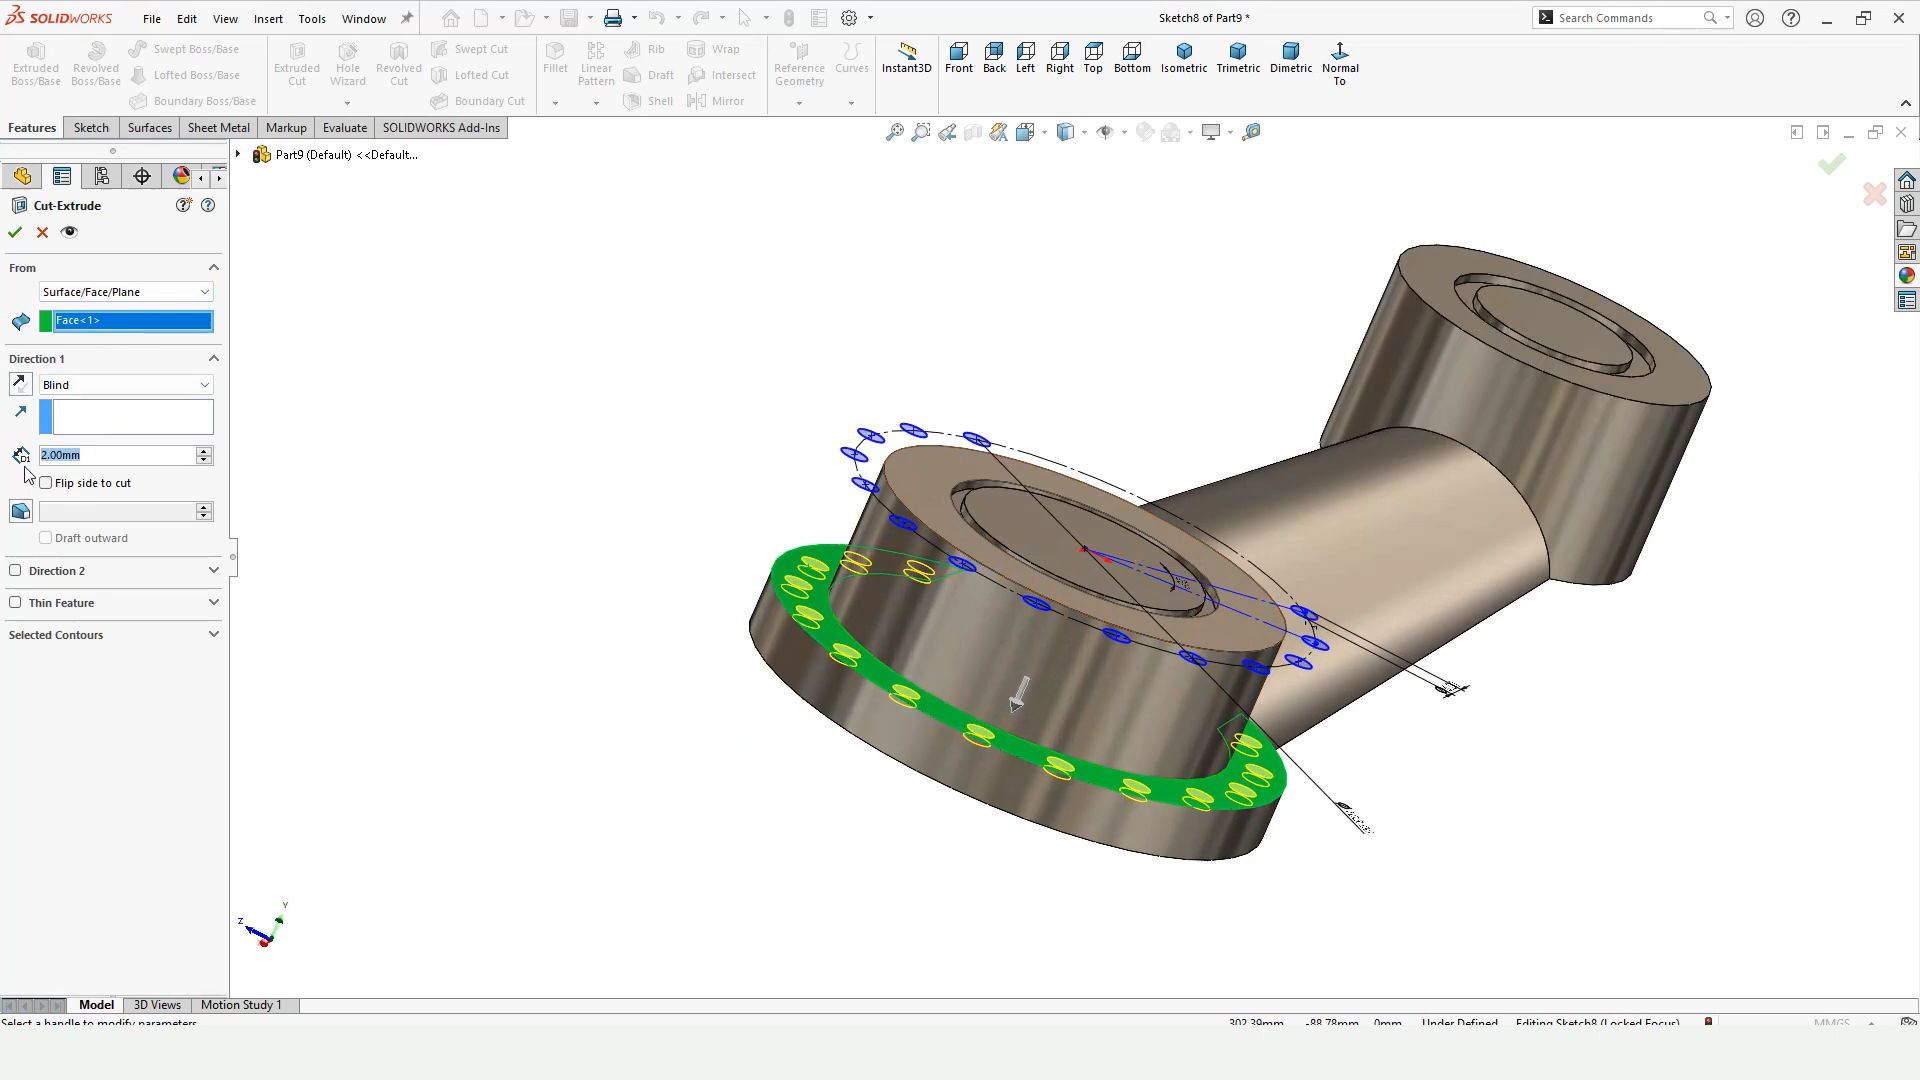 SOLIDWORKS
File Edit View Insert Tools Window
Sketch8 of Part9 *
Search Commands
Extruded Boss/Base
Revolved Boss/Base
Swept Boss/Base
Lofted Boss/Base
Boundary Boss/Base
Extruded Cut
Hole Wizard
Revolved Cut
Swept Cut
Lofted Cut
Boundary Cut
Fillet
Linear Pattern
Rib
Draft
Shell
Wrap
Intersect
Mirror
Reference Geometry
Curves
Instant3D
Front
Back
Left
Right
Top
Bottom
Isometric
Trimetric
Dimetric
Normal To
Features Sketch Surfaces Sheet Metal Markup Evaluate SOLIDWORKS Add-Ins
Part9 (Default) <<Default...
Cut-Extrude
From
Surface/Face/Plane
Face<1>
Direction 1
Blind
D1
2.00mm
Flip side to cut
Draft outward
Direction 2
Thin Feature
Selected Contours
Y
Z
Model 3D Views Motion Study 1
Select a handle to modify parameters
302.39mm -88.78mm 0mm Under Defined Editing Sketch8 (Locked Focus) MMGS